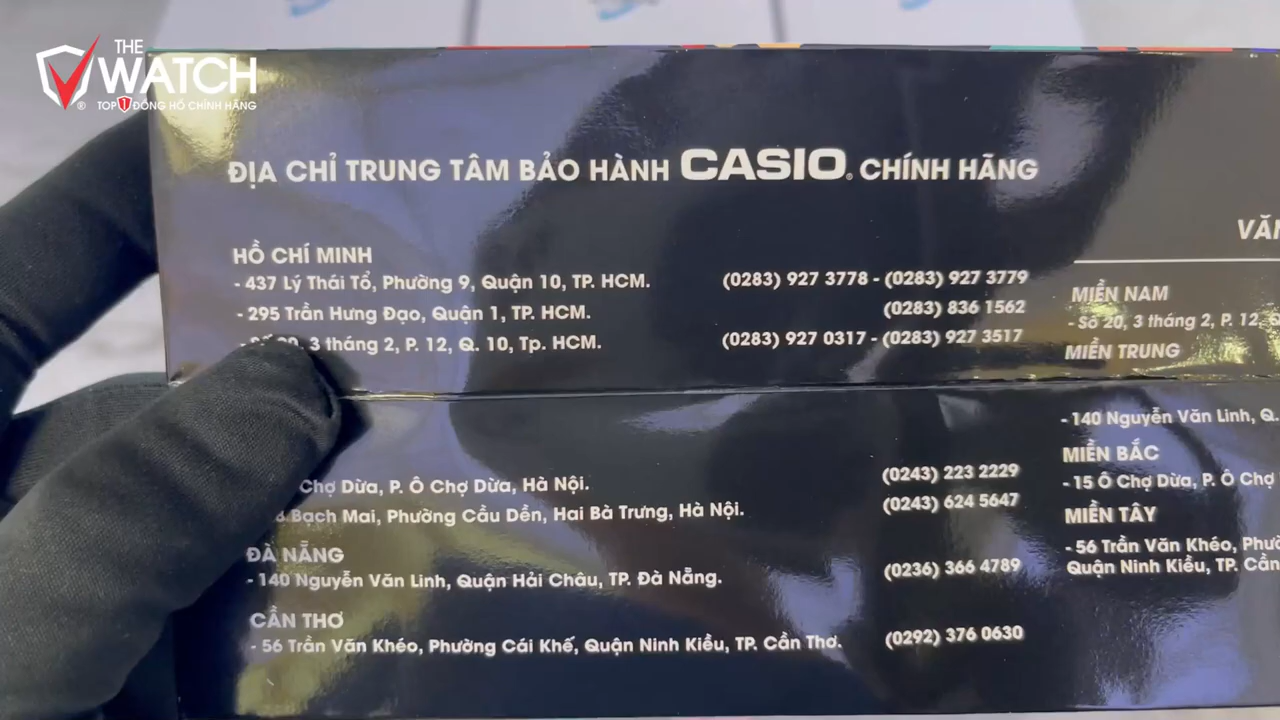 THE
WATCH
TOP 1 ĐỒNG HỒ CHÍNH HÃNG
ĐỊA CHỈ TRUNG TÂM BẢO HÀNH CASIO. CHÍNH HÃNG
HỒ CHÍ MINH
- 437 Lý Thái Tổ, Phường 9, Quận 10, TP. HCM. (0283) 927 3778 - (0283) 927 3779
- 295 Trần Hưng Đạo, Quận 1, TP. HCM. (0283) 836 1562
3 tháng 2, P. 12, Q. 10, Tp. HCM. (0283) 927 0317 - (0283) 927 3517
Chợ Dừa, P. Ô Chợ Dừa, Hà Nội. (0243) 223 2229
Bạch Mai, Phường Cầu Dền, Hai Bà Trưng, Hà Nội. (0243) 624 5647
ĐÀ NẴNG
- 140 Nguyễn Văn Linh, Quận Hải Châu, TP. Đà Nẵng. (0236) 366 4789
CẦN THƠ
- 56 Trần Văn Khéo, Phường Cái Khế, Quận Ninh Kiều, TP. Cần Thơ. (0292) 376 0630
MIỀN NAM
- Số 20, 3 tháng 2, P. 12,
MIỀN TRUNG
- 140 Nguyễn Văn Linh, Q.
MIỀN BẮC
- 15 Ô Chợ Dừa, P. Ô Chợ
MIỀN TÂY
- 56 Trần Văn Khéo,
Quận Ninh Kiều, TP. Cần